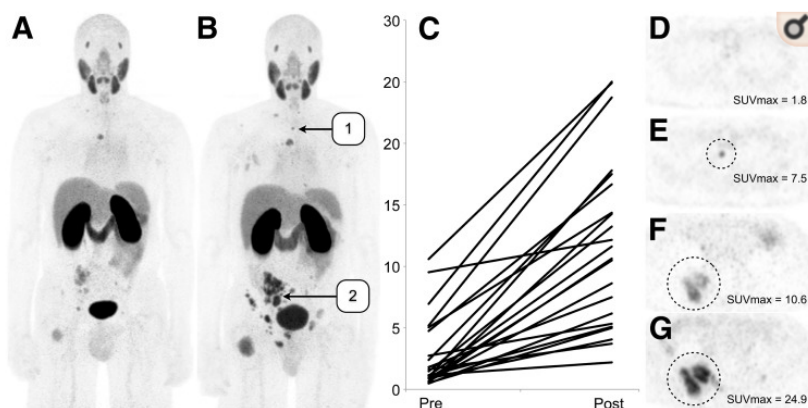 A
B
1
2
C
30
25
20
15
10
5
0
Pre
Post
D
SUVmax = 1.8
E
SUVmax = 7.5
F
SUVmax = 10.6
G
SUVmax = 24.9